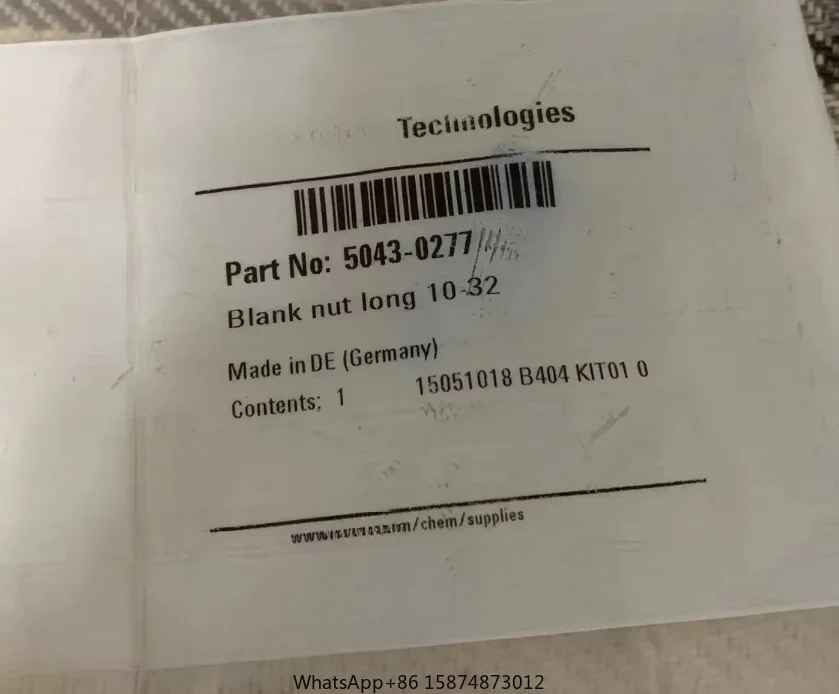 Technologies
Part No: 5043-0277
Blank nut long 10-32
Made in DE (Germany)
Contents: 1 15051018 B404 KIT01 0
/chem/supplies
WhatsApp+86 15874873012